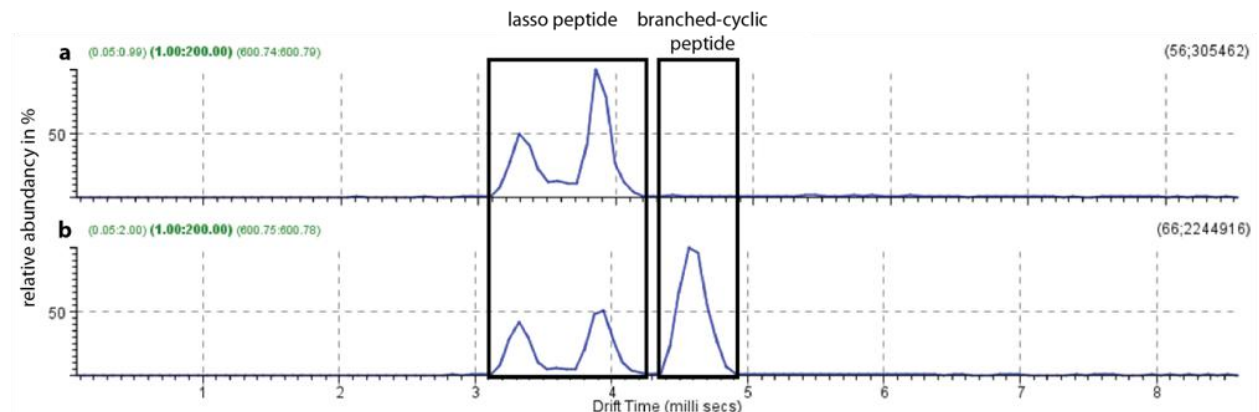 lasso peptide branched-cyclic
peptide
a (0.05:0.99) (1.00:200.00) (600.74:600.79) (56;305462)
50
b (0.05:2.00) (1.00:200.00) (600.75:600.78) (66;2244916)
50
relative abundancy in %
1 2 3 4 5 6 7 8
Drift Time (milli secs)